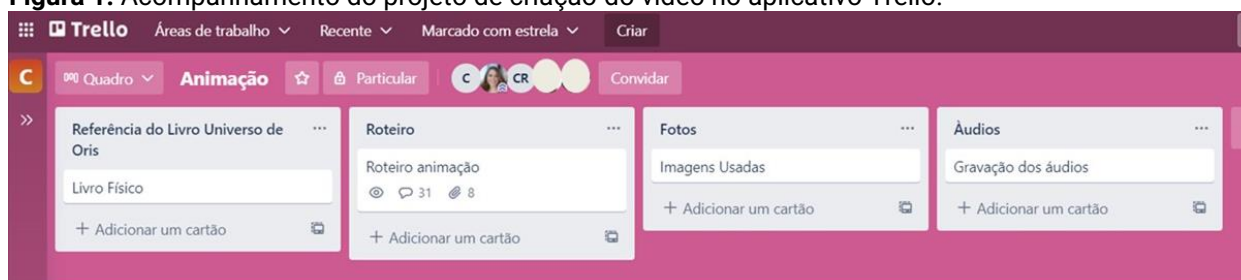 Figura 1. Acompanhamento do projeto de criação do vídeo no aplicativo Trello.
Trello Áreas de trabalho Recente Marcado com estrela Criar
C Quadro Animação Particular C CR Convidar
Referência do Livro Universo de
Oris
Livro Físico
+ Adicionar um cartão
Roteiro
Roteiro animação
31 8
+ Adicionar um cartão
Fotos
Imagens Usadas
+ Adicionar um cartão
Àudios
Gravação dos áudios
+ Adicionar um cartão